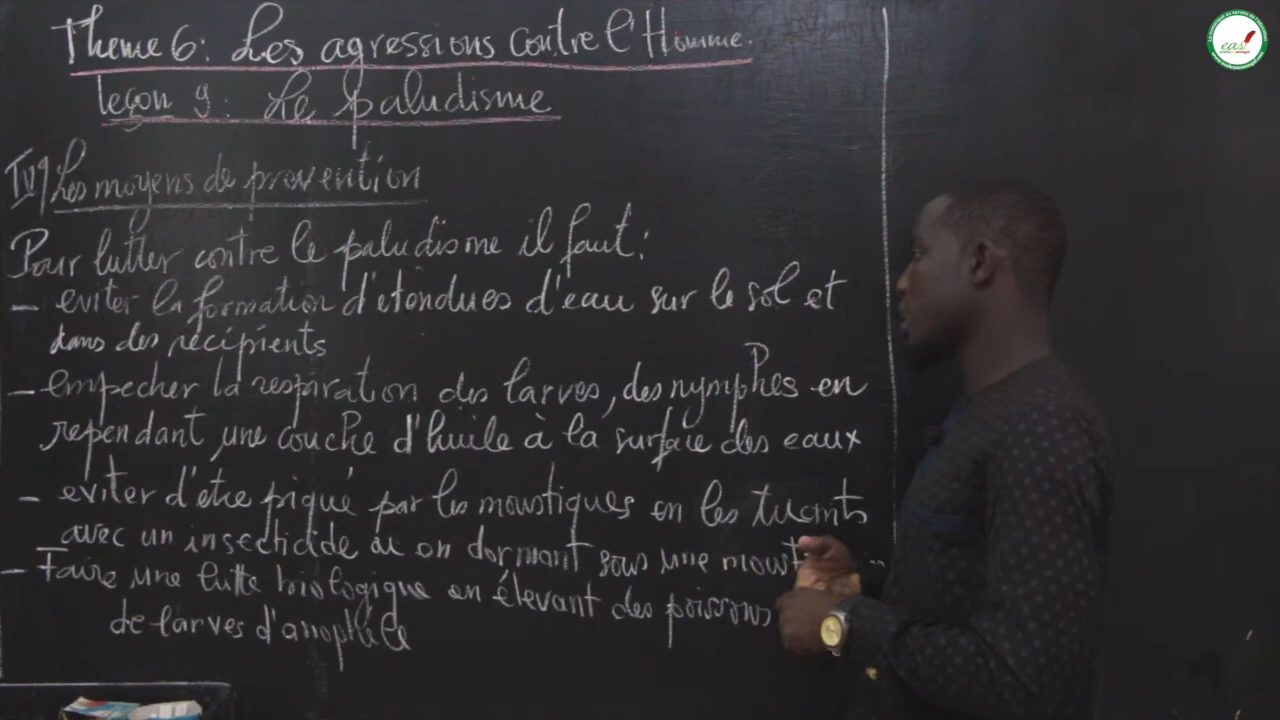 Theme 6: Les agressions contre l'Homme.
leçon 9: Le paludisme
IV) Les moyens de prevention
Pour lutter contre le paludisme il faut:
- eviter la formation d'etendues d'eau sur le sol et
dans des récipients
- empecher la respiration des larves, des nymphes en
rependant une couche d'huile à la surface des eaux
- eviter d'etre piqué par les moustiques en les tuants
avec un insecticide ou en dormant sous une moust
- Faire une lutte biologique en élevant des poissons
de larves d'anophèle
eas